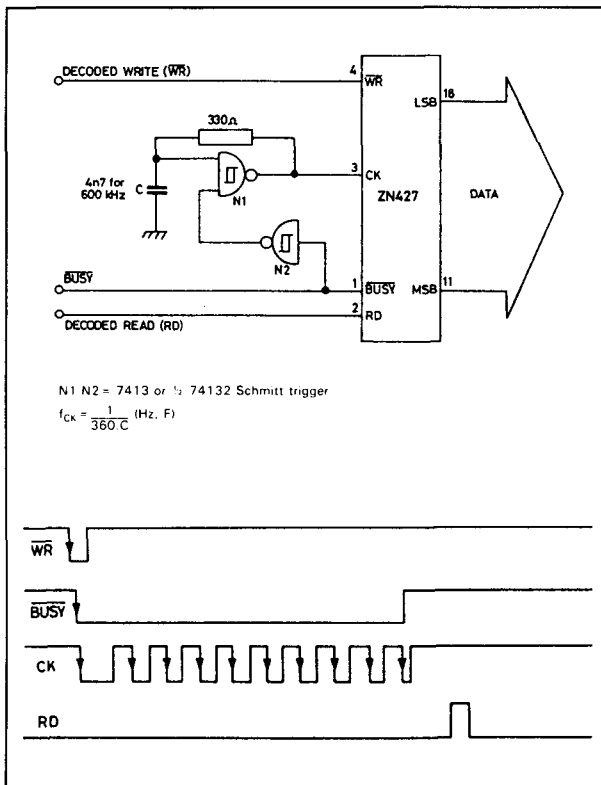 DECODED WRITE (WR)
4
WR
LSB
18
330Ω
3
CK
ZN427
DATA
4n7 for
600 kHz
C
N1
N2
BUSY
1
BUSY
MSB
11
2
RD
DECODED READ (RD)
N1 N2 = 7413 or ½ 74132 Schmitt trigger
fCK = 1/360.C (Hz, F)
WR
BUSY
CK
RD